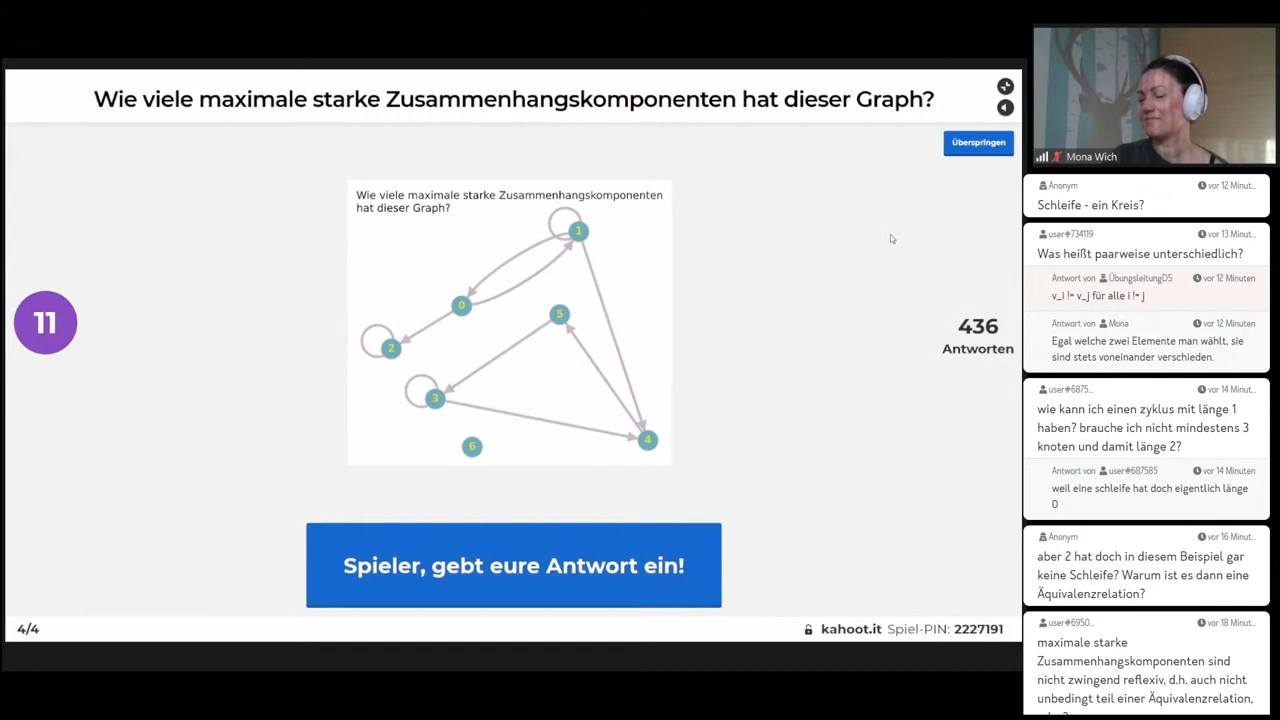 Wie viele maximale starke Zusammenhangskomponenten hat dieser Graph?
Überspringen
Wie viele maximale starke Zusammenhangskomponenten
hat dieser Graph?
1
0
5
2
3
4
6
11
436
Antworten
Spieler, gebt eure Antwort ein!
4/4
kahoot.it Spiel-PIN: 2227191
Mona Wich
Anonym vor 12 Minut...
Schleife - ein Kreis?
user#734119 vor 13 Minut...
Was heißt paarweise unterschiedlich?
Antwort von ÜbungsleitungDS vor 12 Minuten
v_i != v_j für alle i != j
Antwort von Mona vor 12 Minuten
Egal welche zwei Elemente man wählt, sie
sind stets voneinander verschieden.
user#6875... vor 14 Minut...
wie kann ich einen zyklus mit länge 1
haben? brauche ich nicht mindestens 3
knoten und damit länge 2?
Antwort von user#687585 vor 14 Minuten
weil eine schleife hat doch eigentlich länge
0
Anonym vor 16 Minut...
aber 2 hat doch in diesem Beispiel gar
keine Schleife? Warum ist es dann eine
Äquivalenzrelation?
user#6950... vor 18 Minut...
maximale starke
Zusammenhangskomponenten sind
nicht zwingend reflexiv, d.h. auch nicht
unbedingt teil einer Äquivalenzrelation,